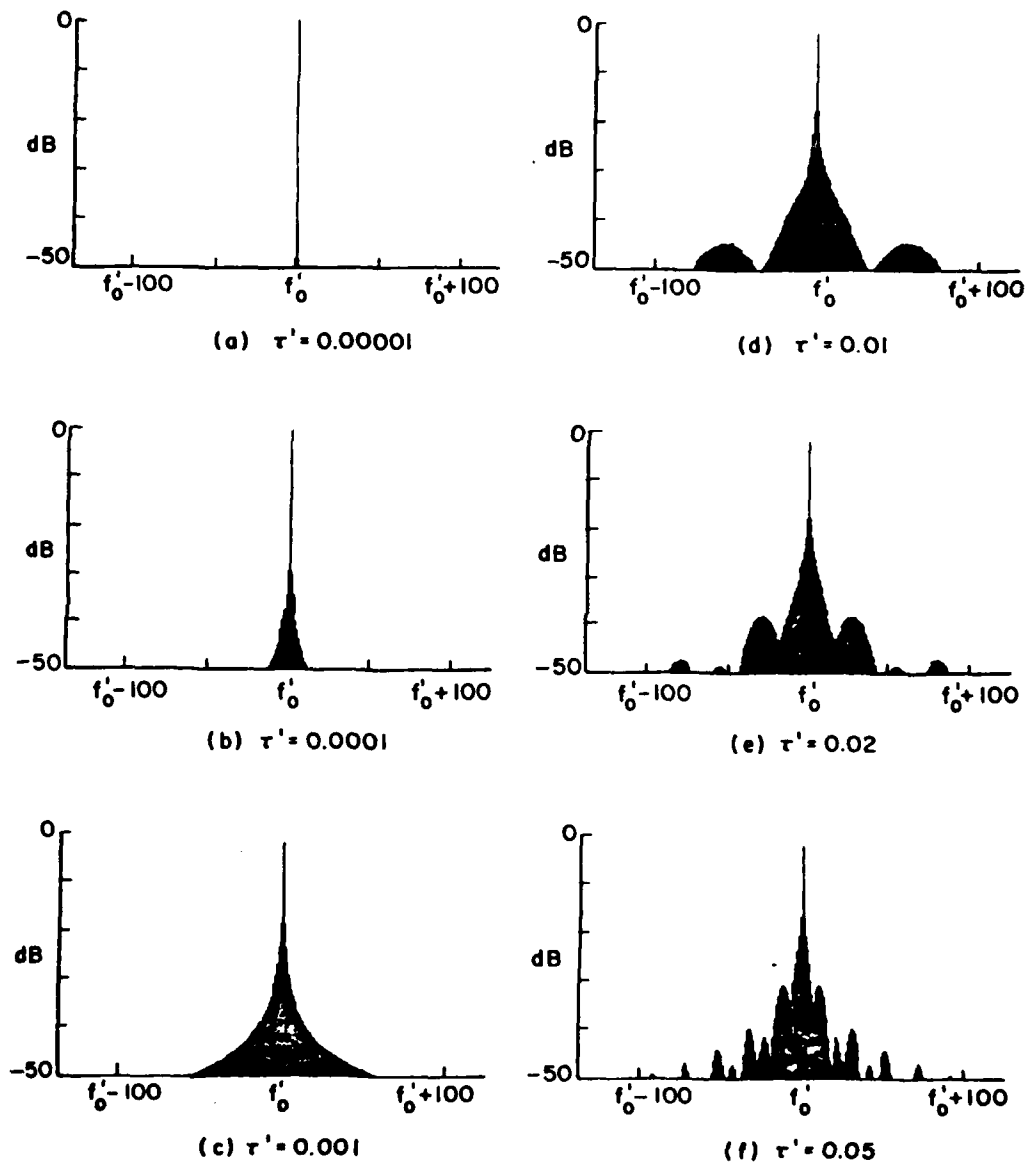 0
dB
-50
f'₀-100
f'₀
f'₀+100
(a) τ' = 0.00001
0
dB
-50
f'₀-100
f'₀
f'₀+100
(b) τ' = 0.0001
0
dB
-50
f'₀-100
f'₀
f'₀+100
(c) τ' = 0.001
0
dB
-50
f'₀-100
f'₀
f'₀+100
(d) τ' = 0.01
0
dB
-50
f'₀-100
f'₀
f'₀+100
(e) τ' = 0.02
0
dB
-50
f'₀-100
f'₀
f'₀+100
(f) τ' = 0.05